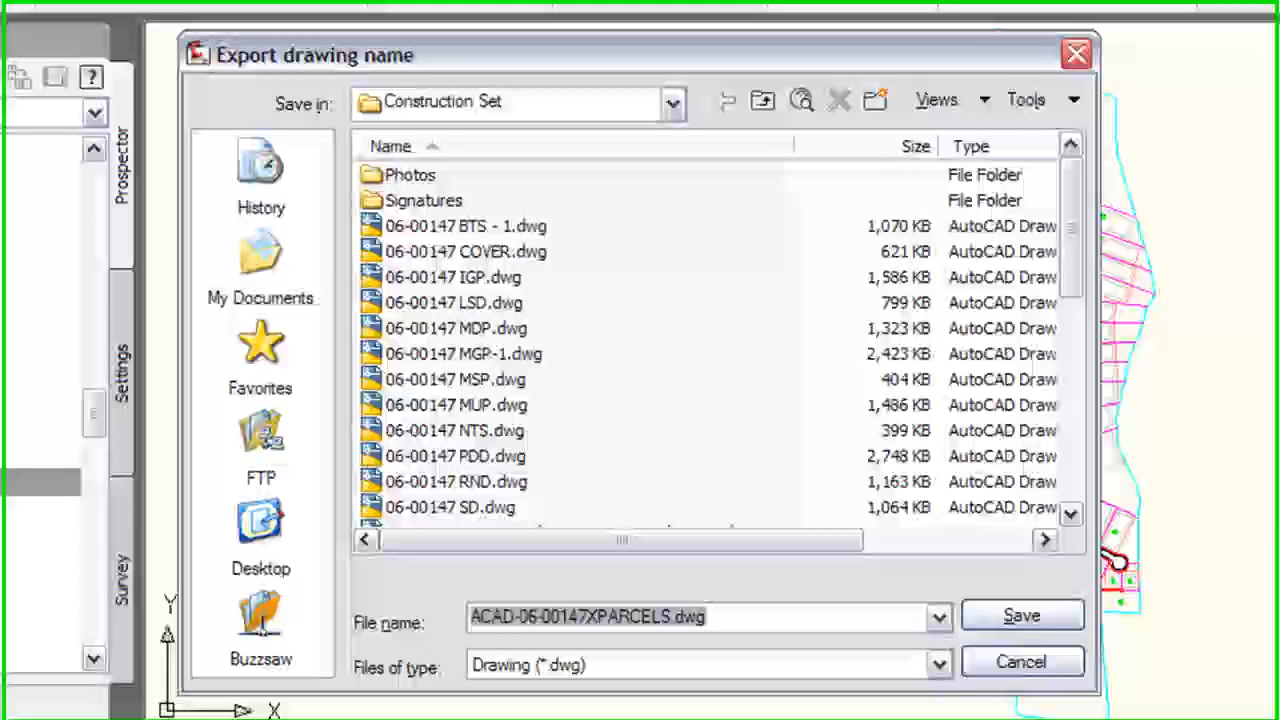 Export drawing name
?
Save in: Construction Set Views Tools
Prospector
Settings
Survey
History
My Documents
Favorites
FTP
Desktop
Buzzsaw
Name Size Type
Photos File Folder
Signatures File Folder
06-00147 BTS - 1.dwg 1,070 KB AutoCAD Draw
06-00147 COVER.dwg 621 KB AutoCAD Draw
06-00147 IGP.dwg 1,586 KB AutoCAD Draw
06-00147 LSD.dwg 799 KB AutoCAD Draw
06-00147 MDP.dwg 1,323 KB AutoCAD Draw
06-00147 MGP-1.dwg 2,423 KB AutoCAD Draw
06-00147 MSP.dwg 404 KB AutoCAD Draw
06-00147 MUP.dwg 1,486 KB AutoCAD Draw
06-00147 NTS.dwg 399 KB AutoCAD Draw
06-00147 PDD.dwg 2,748 KB AutoCAD Draw
06-00147 RND.dwg 1,163 KB AutoCAD Draw
06-00147 SD.dwg 1,064 KB AutoCAD Draw
File name: ACAD-06-00147XPARCELS.dwg Save
Files of type: Drawing (*.dwg) Cancel
Y
X